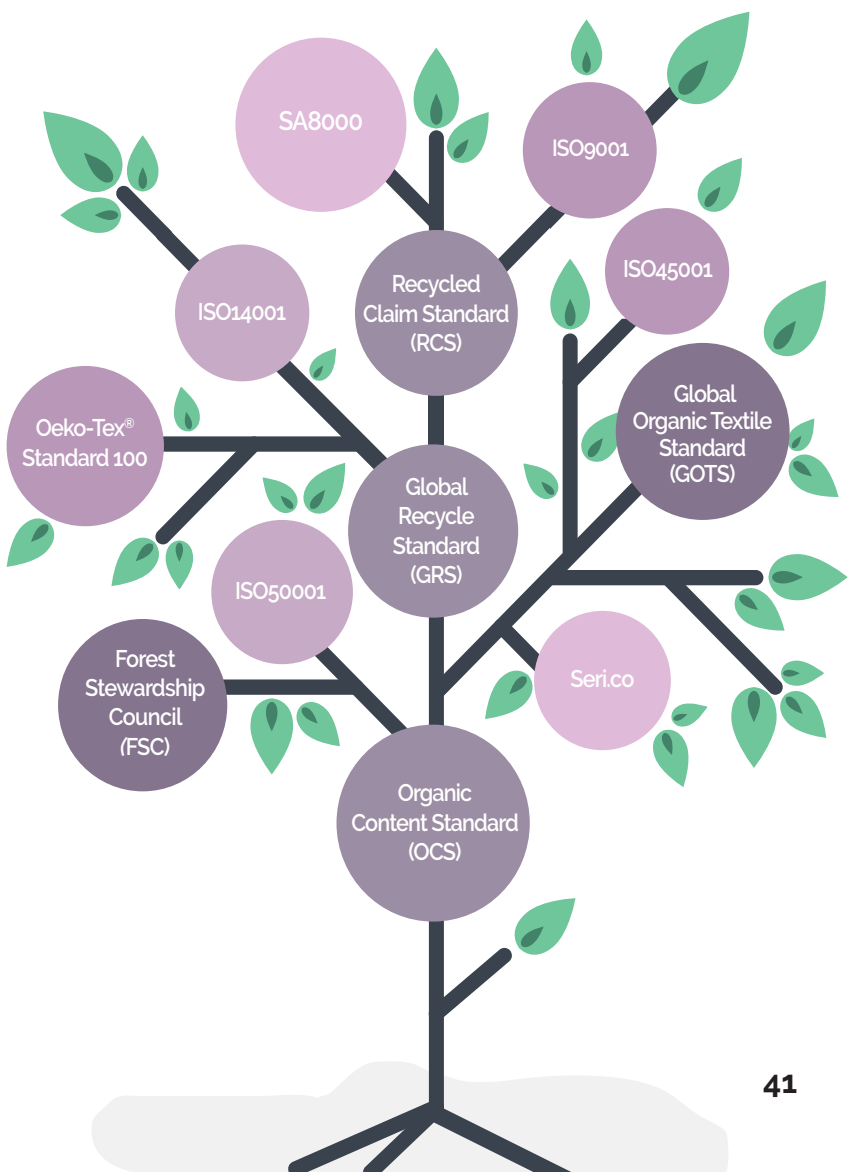 SA8000
ISO9001
ISO45001
Recycled
Claim Standard
(RCS)
ISO14001
Global
Organic Textile
Standard
(GOTS)
Oeko-Tex®
Standard 100
Global
Recycle
Standard
(GRS)
ISO50001
Forest
Stewardship
Council
(FSC)
Seri.co
Organic
Content Standard
(OCS)
41